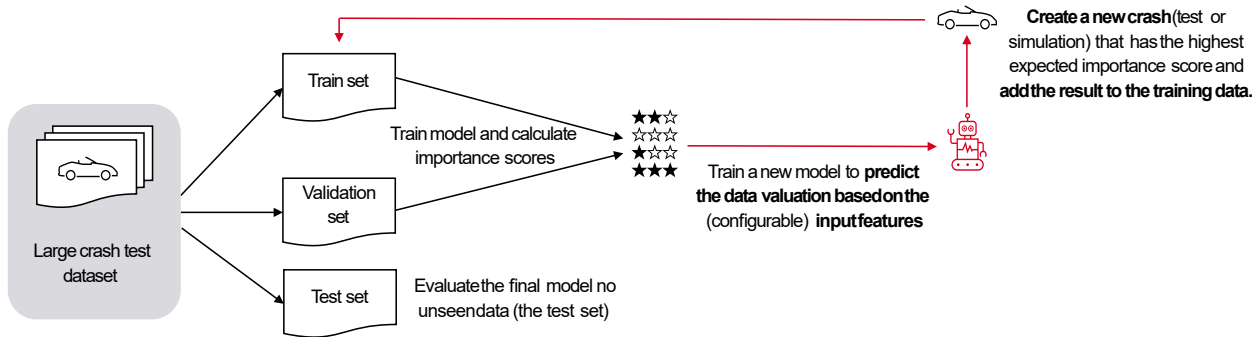 Large crash test
dataset
Train set
Validation
set
Test set
Train model and calculate
importance scores
Evaluate the final model no
unseen data (the test set)
Train a new model to predict
the data valuation based on the
(configurable) input features
Create a new crash (test or
simulation) that has the highest
expected importance score and
add the result to the training data.